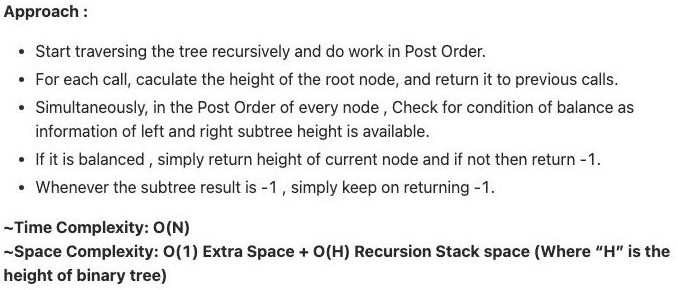 Approach :
• Start traversing the tree recursively and do work in Post Order.
• For each call, caculate the height of the root node, and return it to previous calls.
• Simultaneously, in the Post Order of every node , Check for condition of balance as
information of left and right subtree height is available.
• If it is balanced , simply return height of current node and if not then return -1.
• Whenever the subtree result is -1 , simply keep on returning -1.
~Time Complexity: O(N)
~Space Complexity: O(1) Extra Space + O(H) Recursion Stack space (Where “H” is the
height of binary tree)